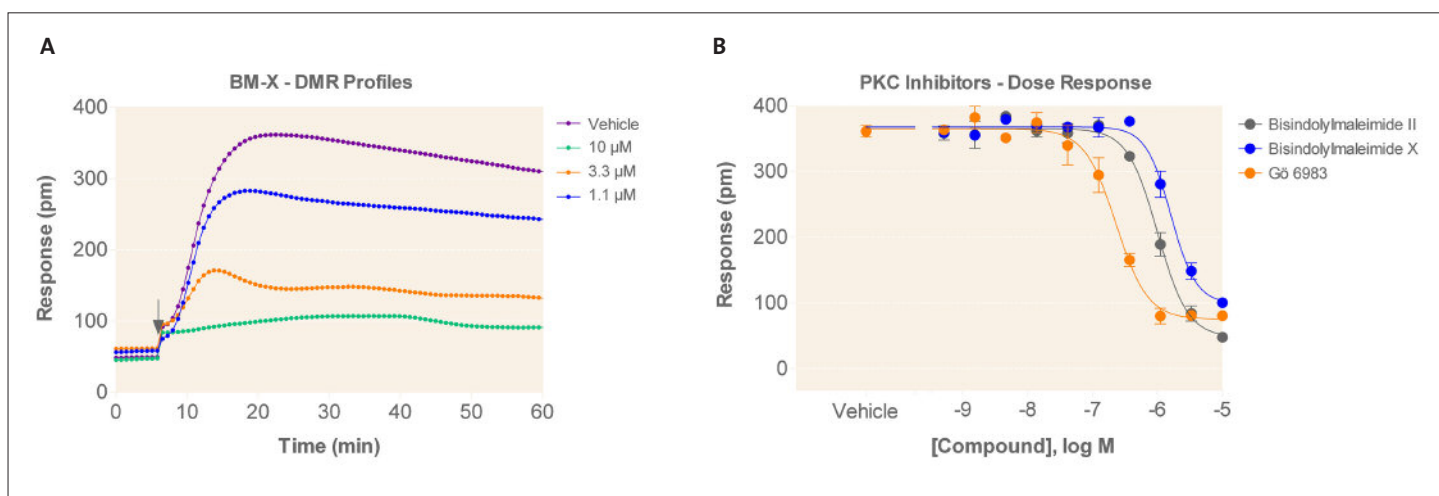 A
BM-X - DMR Profiles
400
300
200
100
0
0 10 20 30 40 50 60
Response (pm)
Time (min)
Vehicle
10 µM
3.3 µM
1.1 µM
B
PKC Inhibitors - Dose Response
400
300
200
100
0
Vehicle -9 -8 -7 -6 -5
Response (pm)
[Compound], log M
Bisindolylmaleimide II
Bisindolylmaleimide X
Gö 6983